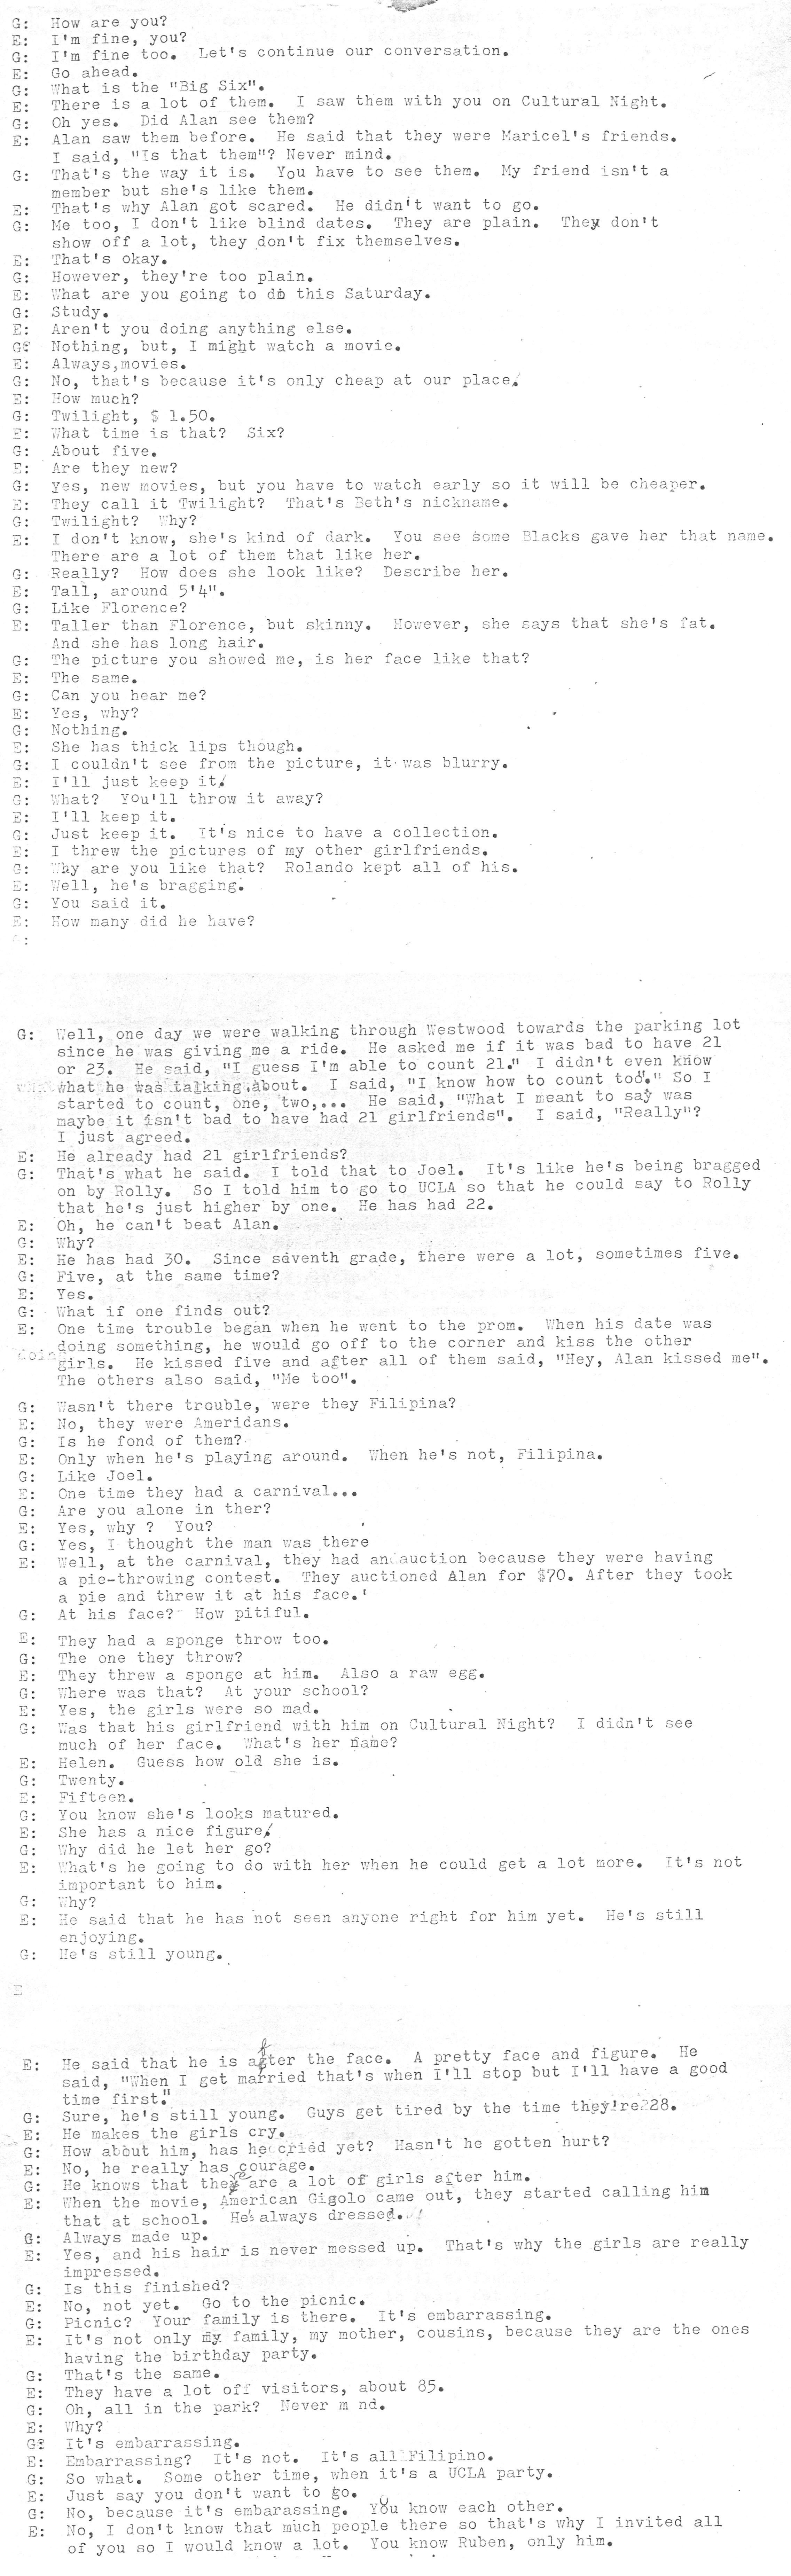 G: How are you?
E: I'm fine, you?
G: I'm fine too. Let's continue our conversation.
E: Go ahead.
G: What is the "Big Six".
E: There is a lot of them. I saw them with you on Cultural Night.
G: Oh yes. Did Alan see them?
E: Alan saw them before. He said that they were Maricel's friends.
I said, "Is that them"? Never mind.
G: That's the way it is. You have to see them. My friend isn't a
member but she's like them.
E: That's why Alan got scared. He didn't want to go.
G: Me too, I don't like blind dates. They are plain. They don't
show off a lot, they don't fix themselves.
E: That's okay.
G: However, they're too plain.
E: What are you going to do this Saturday.
G: Study.
E: Aren't you doing anything else.
G: Nothing, but, I might watch a movie.
E: Always,movies.
G: No, that's because it's only cheap at our place.
E: How much?
G: Twilight, $ 1.50.
E: What time is that? Six?
G: About five.
E: Are they new?
G: Yes, new movies, but you have to watch early so it will be cheaper.
E: They call it Twilight? That's Beth's nickname.
G: Twilight? Why?
E: I don't know, she's kind of dark. You see some Blacks gave her that name.
There are a lot of them that like her.
G: Really? How does she look like? Describe her.
E: Tall, around 5'4".
G: Like Florence?
E: Taller than Florence, but skinny. However, she says that she's fat.
And she has long hair.
G: The picture you showed me, is her face like that?
E: The same.
G: Can you hear me?
E: Yes, why?
G: Nothing.
E: She has thick lips though.
G: I couldn't see from the picture, it was blurry.
E: I'll just keep it.
G: What? You'll throw it away?
E: I'll keep it.
G: Just keep it. It's nice to have a collection.
E: I threw the pictures of my other girlfriends.
G: Why are you like that? Rolando kept all of his.
E: Well, he's bragging.
G: You said it.
E: How many did he have?
G: Well, one day we were walking through Westwood towards the parking lot
since he was giving me a ride. He asked me if it was bad to have 21
or 23. He said, "I guess I'm able to count 21." I didn't even know
what he was talking about. I said, "I know how to count too." So I
started to count, one, two,... He said, "What I meant to say was
maybe it isn't bad to have had 21 girlfriends". I said, "Really"?
I just agreed.
E: He already had 21 girlfriends?
G: That's what he said. I told that to Joel. It's like he's being bragged
on by Rolly. So I told him to go to UCLA so that he could say to Rolly
that he's just higher by one. He has had 22.
E: Oh, he can't beat Alan.
G: Why?
E: He has had 30. Since seventh grade, there were a lot, sometimes five.
G: Five, at the same time?
E: Yes.
G: What if one finds out?
E: One time trouble began when he went to the prom. When his date was
doing something, he would go off to the corner and kiss the other
girls. He kissed five and after all of them said, "Hey, Alan kissed me".
The others also said, "Me too".
G: Wasn't there trouble, were they Filipina?
E: No, they were Americans.
G: Is he fond of them?
E: Only when he's playing around. When he's not, Filipina.
G: Like Joel.
E: One time they had a carnival...
G: Are you alone in ther?
E: Yes, why ? You?
G: Yes, I thought the man was there
E: Well, at the carnival, they had an auction because they were having
a pie-throwing contest. They auctioned Alan for $70. After they took
a pie and threw it at his face.
G: At his face? How pitiful.
E: They had a sponge throw too.
G: The one they throw?
E: They threw a sponge at him. Also a raw egg.
G: Where was that? At your school?
E: Yes, the girls were so mad.
G: Was that his girlfriend with him on Cultural Night? I didn't see
much of her face. What's her name?
E: Helen. Guess how old she is.
G: Twenty.
E: Fifteen.
G: You know she's looks matured.
E: She has a nice figure.
G: Why did he let her go?
E: What's he going to do with her when he could get a lot more. It's not
important to him.
G: Why?
E: He said that he has not seen anyone right for him yet. He's still
enjoying.
G: He's still young.
E
E: He said that he is after the face. A pretty face and figure. He
said, "When I get married that's when I'll stop but I'll have a good
time first."
G: Sure, he's still young. Guys get tired by the time they're 28.
E: He makes the girls cry.
G: How about him, has he cried yet? Hasn't he gotten hurt?
E: No, he really has courage.
G: He knows that there are a lot of girls after him.
E: When the movie, American Gigolo came out, they started calling him
that at school. He's always dressed.
G: Always made up.
E: Yes, and his hair is never messed up. That's why the girls are really
impressed.
G: Is this finished?
E: No, not yet. Go to the picnic.
G: Picnic? Your family is there. It's embarrassing.
E: It's not only my family, my mother, cousins, because they are the ones
having the birthday party.
G: That's the same.
E: They have a lot off visitors, about 85.
G: Oh, all in the park? Never m nd.
E: Why?
G: It's embarrassing.
E: Embarrassing? It's not. It's all Filipino.
G: So what. Some other time, when it's a UCLA party.
E: Just say you don't want to go.
G: No, because it's embarassing. You know each other.
E: No, I don't know that much people there so that's why I invited all
of you so I would know a lot. You know Ruben, only him.